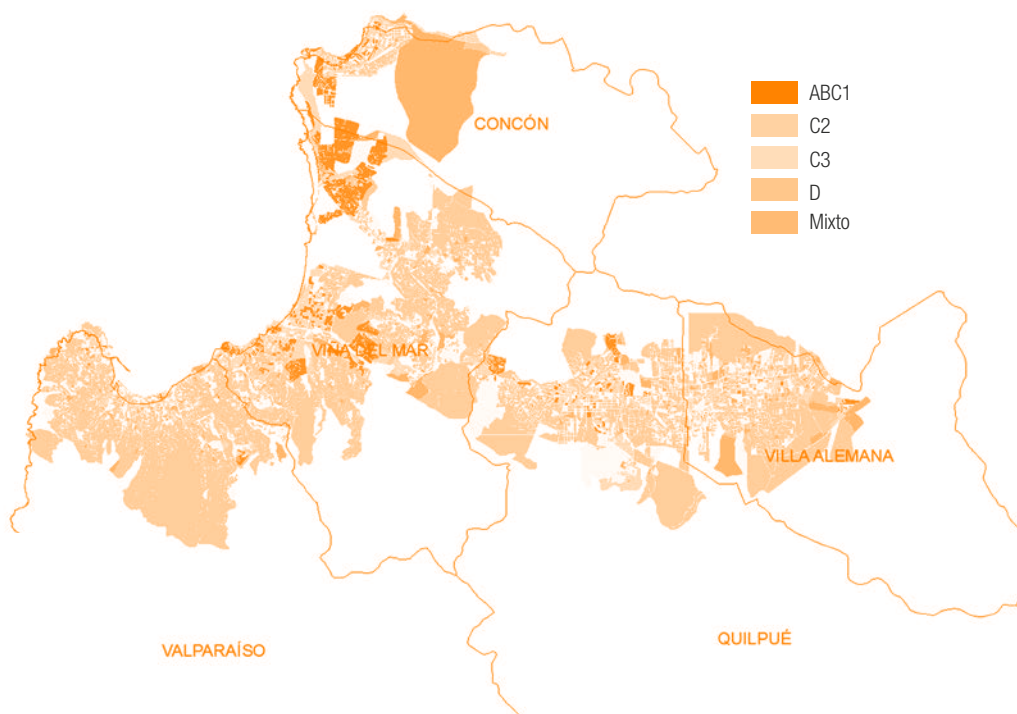 ABC1
C2
C3
D
Mixto
CONCÓN
VIÑA DEL MAR
VILLA ALEMANA
VALPARAÍSO
QUILPUÉ